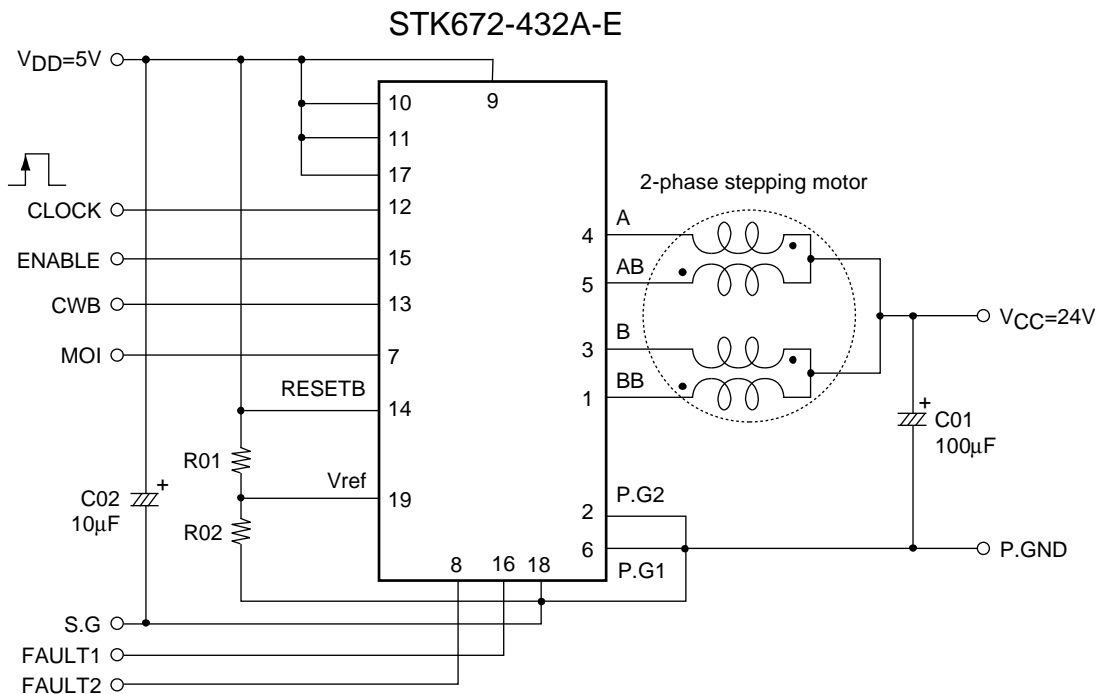 STK672-432A-E
VDD=5V
9
10
11
17
2-phase stepping motor
CLOCK
12
A
4
ENABLE
15
AB
5
CWB
13
VCC=24V
B
3
MOI
7
BB
1
RESETB
14
C01
100μF
R01
Vref
19
C02
10μF
R02
P.G2
2
6
P.GND
P.G1
8
16
18
S.G
FAULT1
FAULT2
+
+